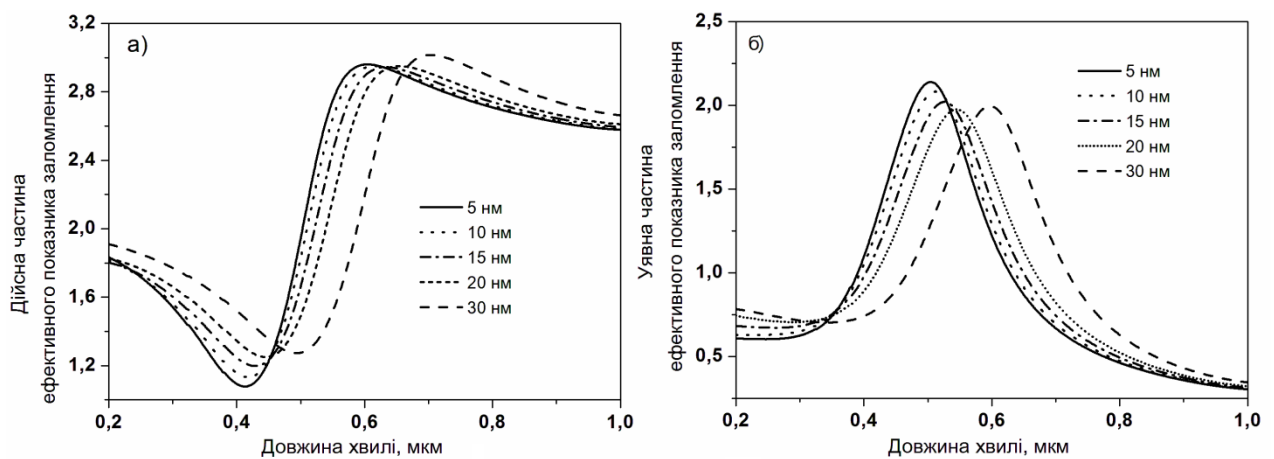 а)
3,2
2,8
2,4
2,0
1,6
1,2
Дійсна частина
ефективного показника заломлення
5 нм
10 нм
15 нм
20 нм
30 нм
0,2
0,4
0,6
0,8
1,0
Довжина хвилі, мкм
б)
2,5
2,0
1,5
1,0
0,5
Уявна частина
ефективного показника заломлення
5 нм
10 нм
15 нм
20 нм
30 нм
0,2
0,4
0,6
0,8
1,0
Довжина хвилі, мкм